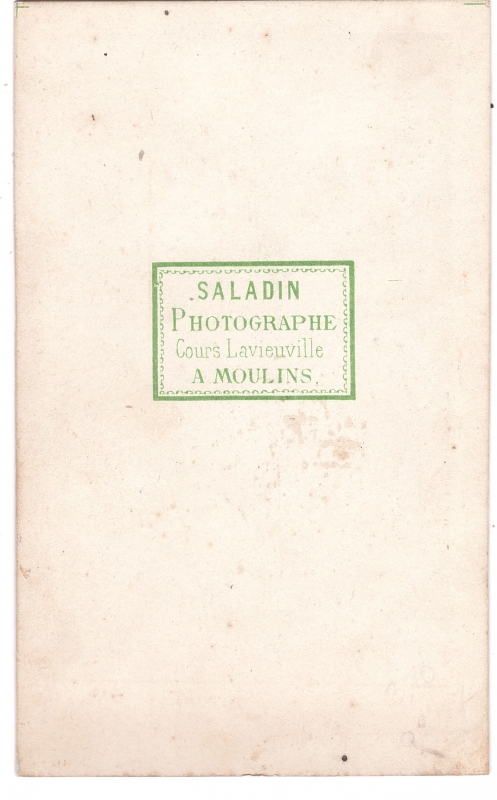 SALADIN
PHOTOGRAPHE
Cours Lavieuville
A MOULINS.